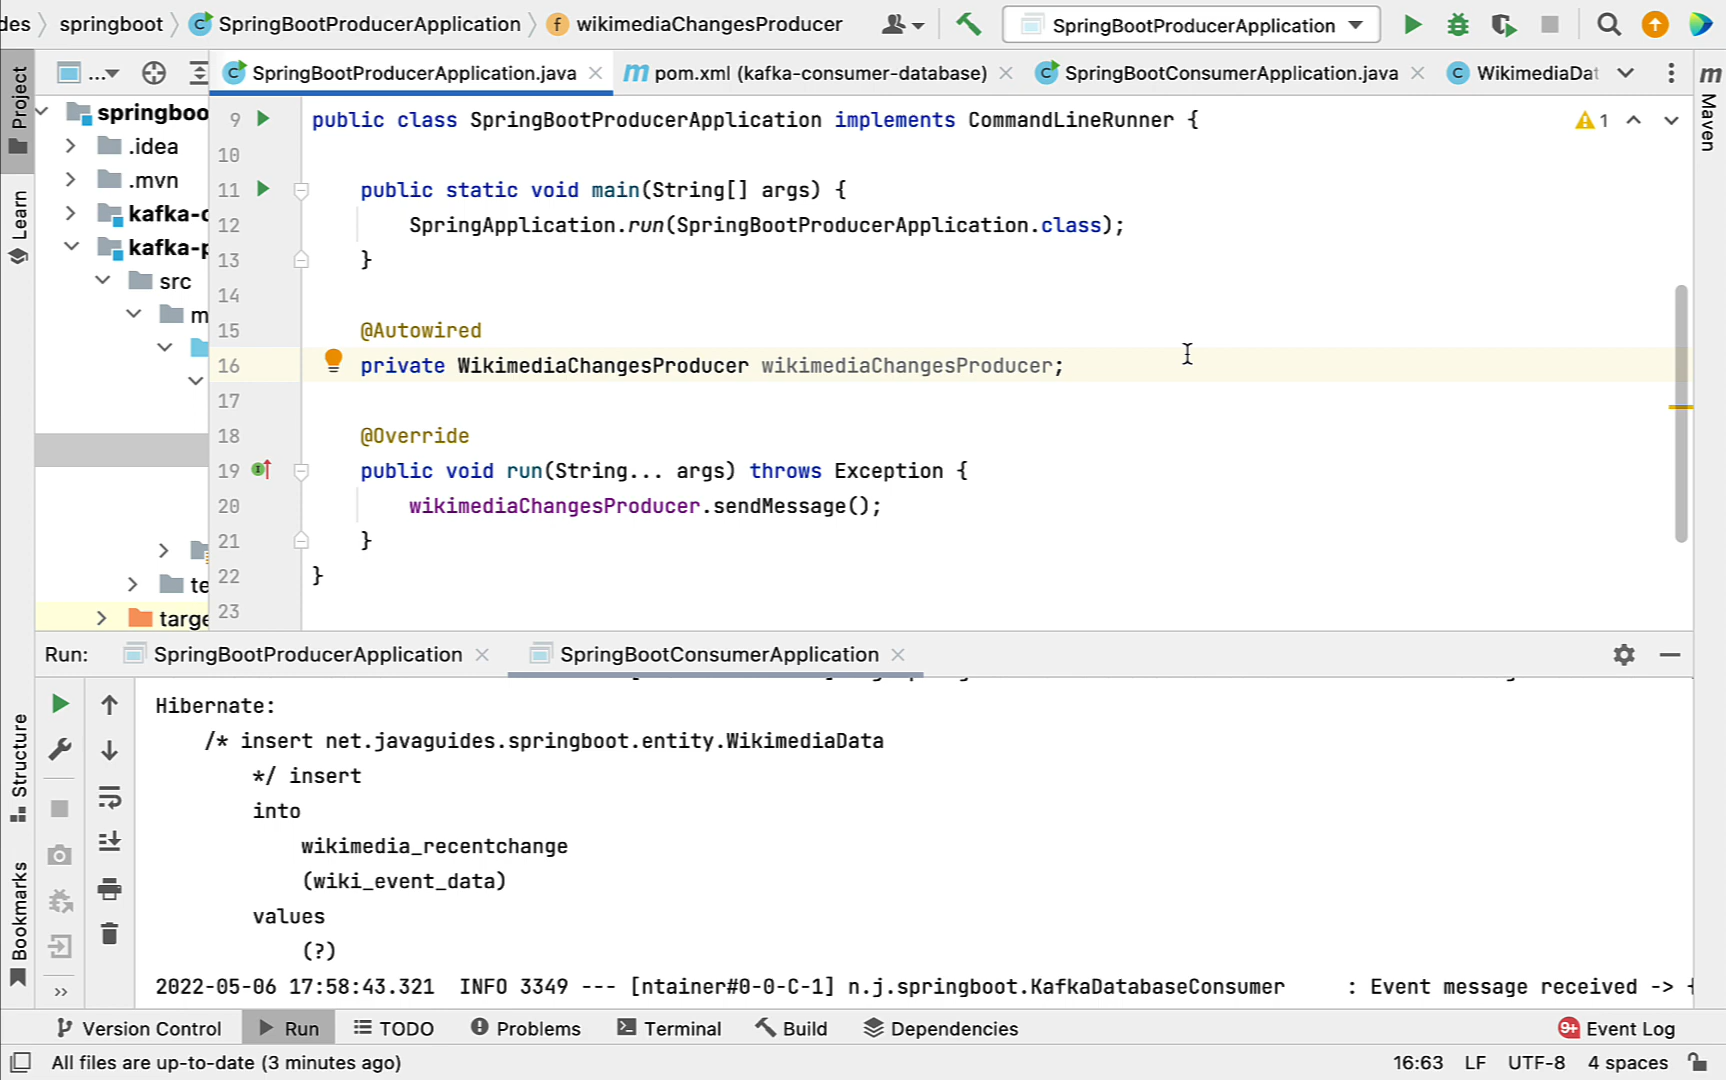 des springboot SpringBootProducerApplication f wikimediaChangesProducer SpringBootProducerApplication
Project
...
C SpringBootProducerApplication.java
m pom.xml (kafka-consumer-database)
C SpringBootConsumerApplication.java
C WikimediaDat
m Maven
springboo
.idea
.mvn
kafka-c
kafka-p
src
m
te
targe
Learn
Structure
Bookmarks
9 public class SpringBootProducerApplication implements CommandLineRunner {
1
10
11 public static void main(String[] args) {
12 SpringApplication.run(SpringBootProducerApplication.class);
13 }
14
15 @Autowired
16 private WikimediaChangesProducer wikimediaChangesProducer;
17
18 @Override
19 public void run(String... args) throws Exception {
20 wikimediaChangesProducer.sendMessage();
21 }
22 }
23
Run: SpringBootProducerApplication SpringBootConsumerApplication
Hibernate:
/* insert net.javaguides.springboot.entity.WikimediaData
*/ insert
into
wikimedia_recentchange
(wiki_event_data)
values
(?)
2022-05-06 17:58:43.321 INFO 3349 --- [ntainer#0-0-C-1] n.j.springboot.KafkaDatabaseConsumer : Event message received -> {
Version Control Run TODO Problems Terminal Build Dependencies 9+ Event Log
All files are up-to-date (3 minutes ago) 16:63 LF UTF-8 4 spaces